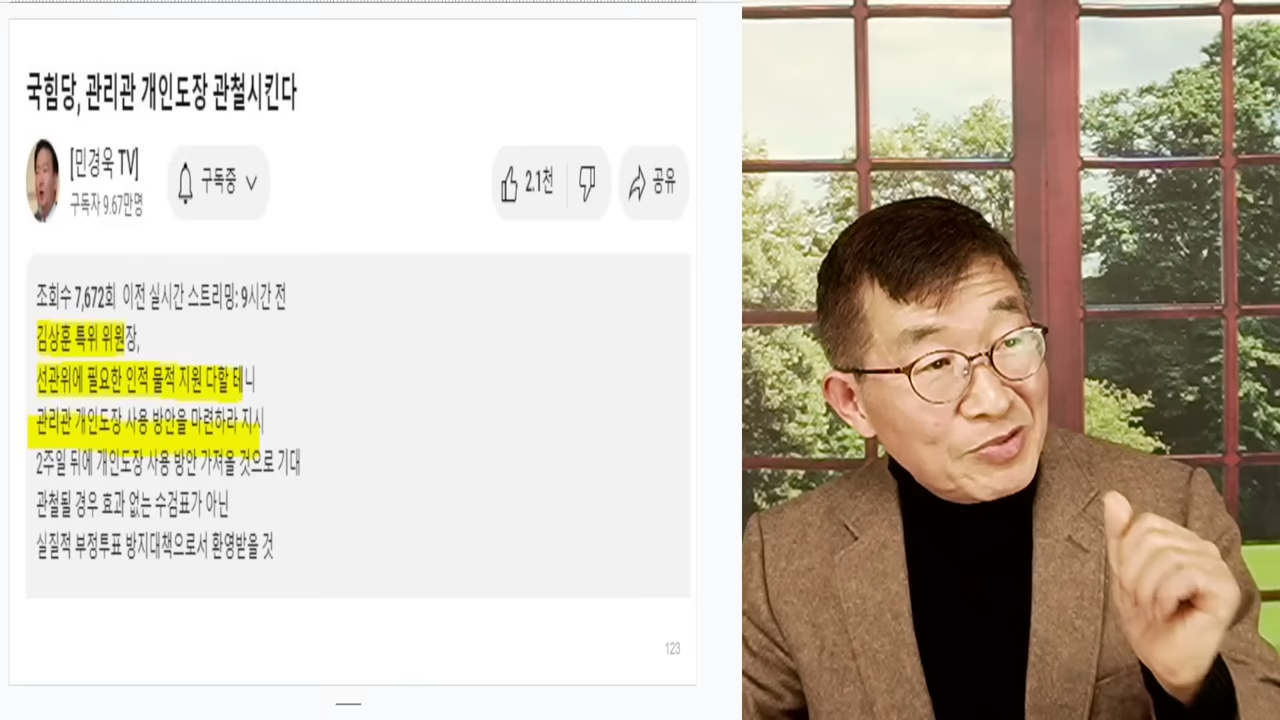 국힘당, 관리관 개인도장 관철시킨다
[민경욱 TV]
구독자 9.67만명
구독중
2.1천
공유
조회수 7,672회 이전 실시간 스트리밍: 9시간 전
김상훈 특위 위원장,
선관위에 필요한 인적 물적 지원 다할 테니
관리관 개인도장 사용 방안을 마련하라 지시
2주일 뒤에 개인도장 사용 방안 가져올 것으로 기대
관철될 경우 효과 없는 수검표가 아닌
실질적 부정투표 방지대책으로서 환영받을 것
123